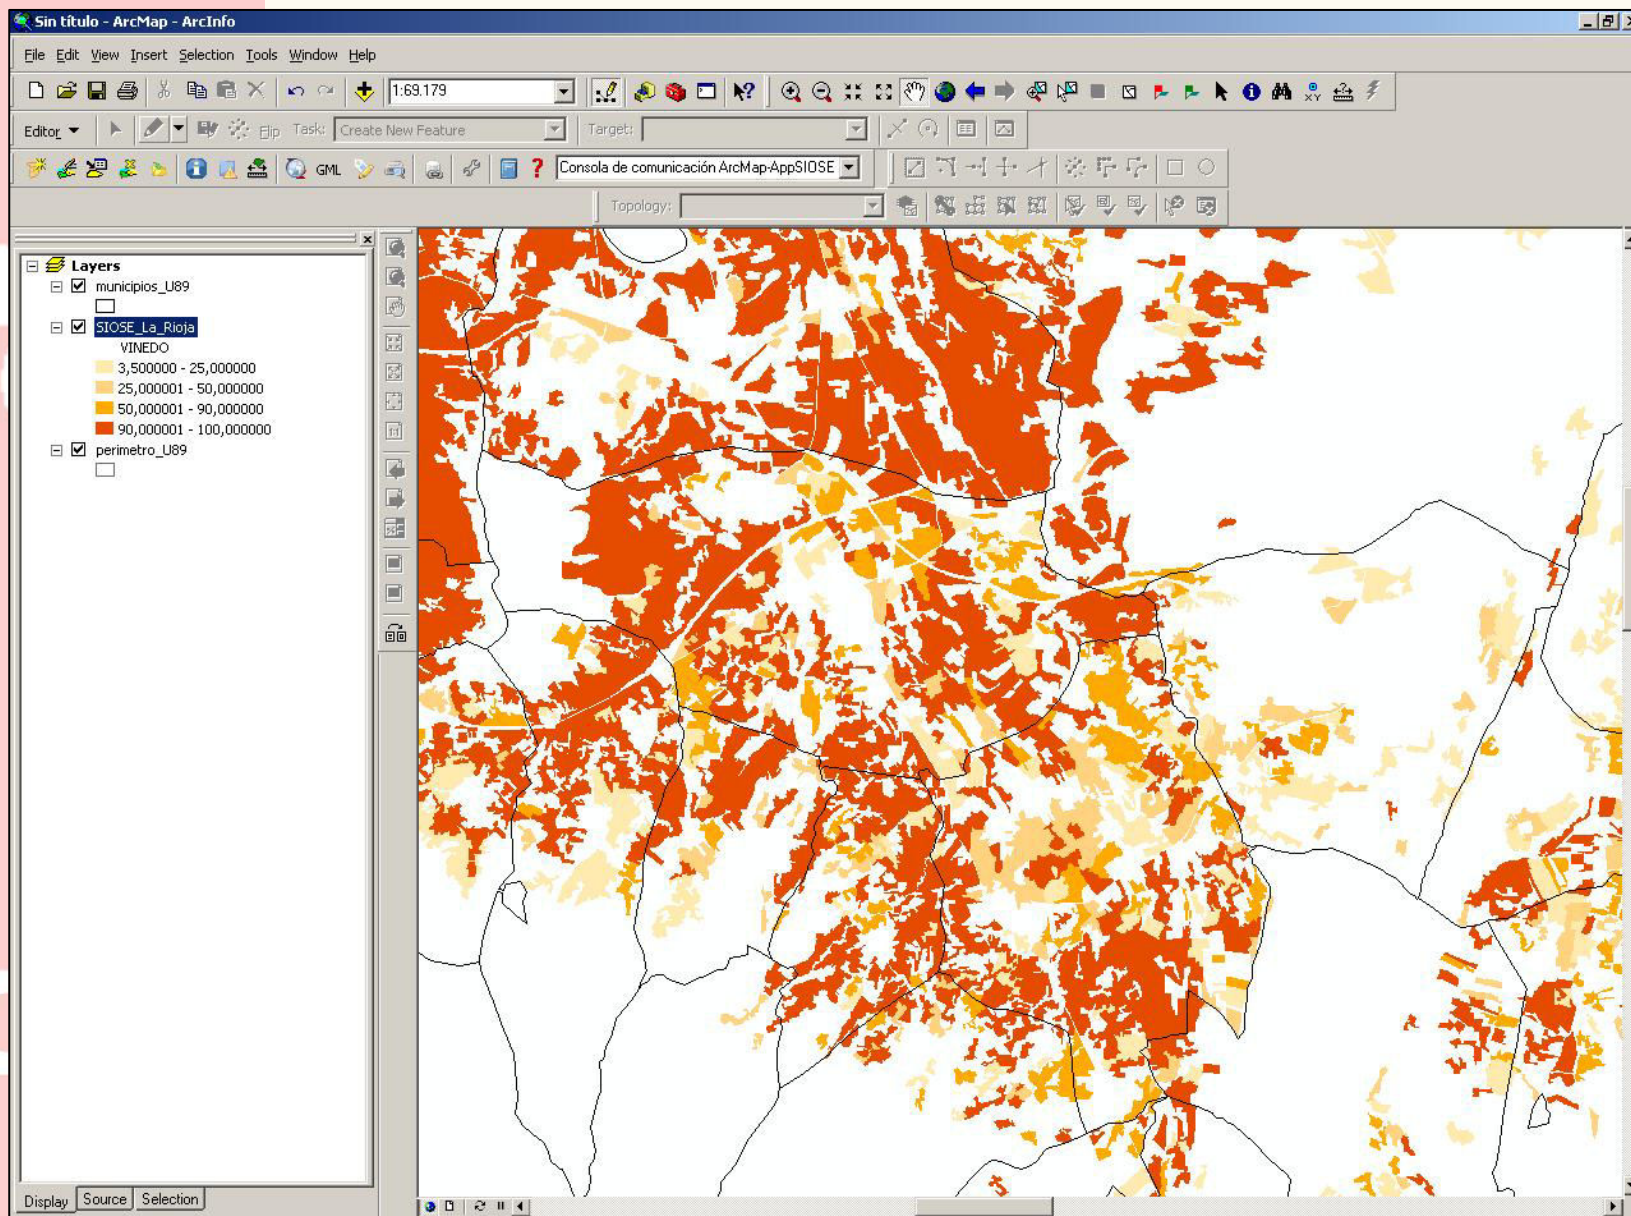 Sin título - ArcMap - ArcInfo
File Edit View Insert Selection Tools Window Help
1:69.179
Editor Flip Task: Create New Feature Target:
GML Consola de comunicación ArcMap-AppSIOSE
Topology:
Layers
municipios_U89
SIOSE_La_Rioja
VINEDO
3,500000 - 25,000000
25,000001 - 50,000000
50,000001 - 90,000000
90,000001 - 100,000000
perimetro_U89
Display Source Selection